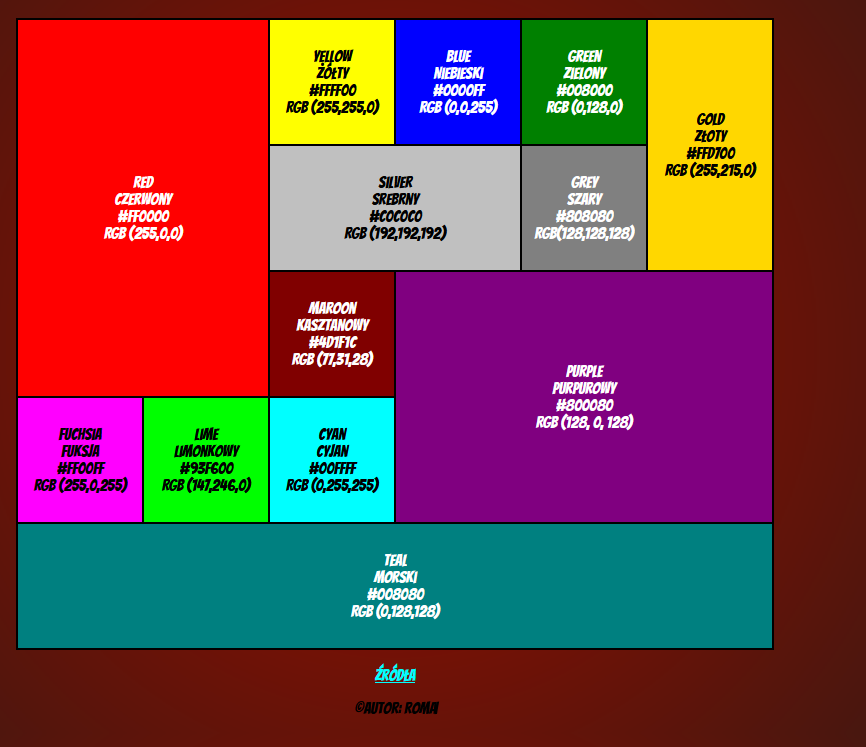 YELLOW
ŻÓŁTY
#FFFF00
RGB (255,255,0)
BLUE
NIEBIESKI
#0000FF
RGB (0,0,255)
GREEN
ZIELONY
#008000
RGB (0,128,0)
GOLD
ZŁOTY
#FFD700
RGB (255,215,0)
RED
CZERWONY
#FF0000
RGB (255,0,0)
SILVER
SREBRNY
#C0C0C0
RGB (192,192,192)
GREY
SZARY
#808080
RGB(128,128,128)
MAROON
KASZTANOWY
#4D1F1C
RGB (77,31,28)
PURPLE
PURPUROWY
#800080
RGB (128, 0, 128)
FUCHSIA
FUKSJA
#FF00FF
RGB (255,0,255)
LIME
LIMONKOWY
#93F600
RGB (147,246,0)
CYAN
CYJAN
#00FFFF
RGB (0,255,255)
TEAL
MORSKI
#008080
RGB (0,128,128)
ŹRÓDŁA
©AUTOR: ROMAI